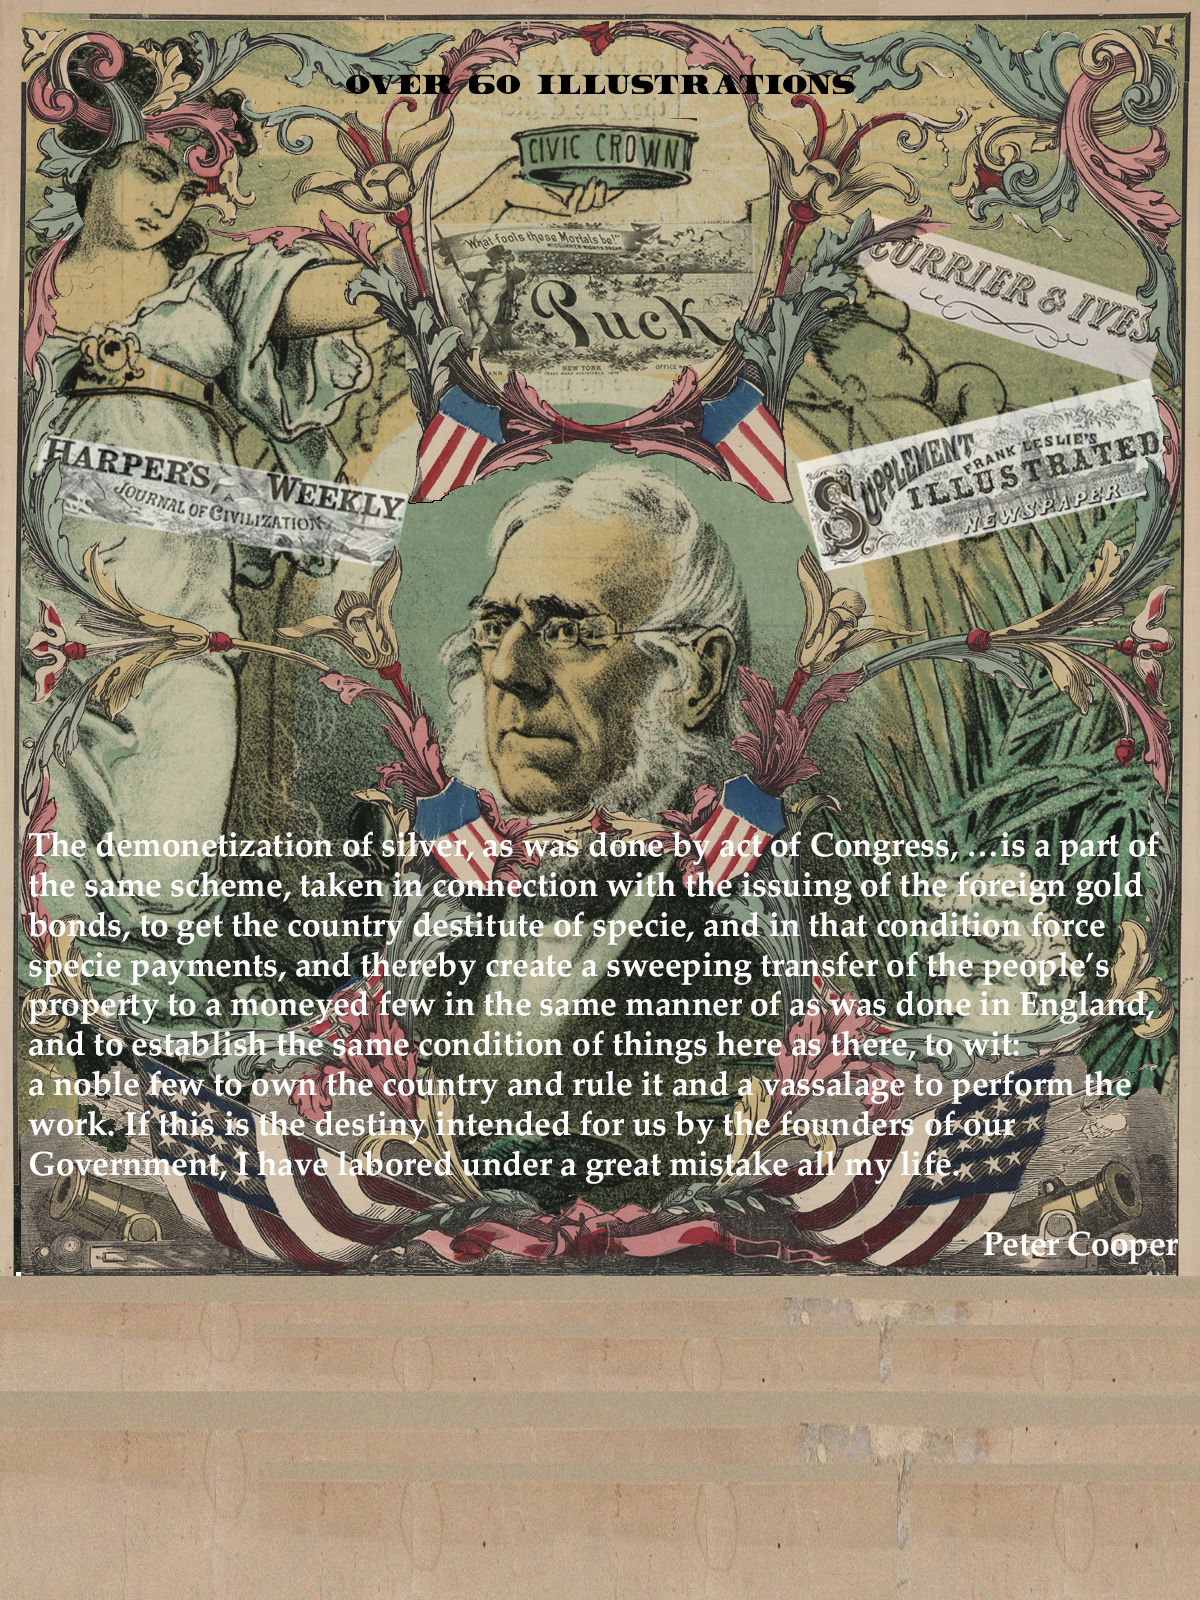 OVER 60 ILLUSTRATIONS
CIVIC CROWN
"What fools these Mortals be!"
MIDSUMMER-NIGHTS DREAM
Puck
NEW YORK
OFFICE
CURRIER & IVES
HARPER'S WEEKLY.
A
JOURNAL OF CIVILIZATION
SUPPLEMENT
FRANK LESLIE'S
ILLUSTRATED
NEWSPAPER
The demonetization of silver, as was done by act of Congress, …is a part of
the same scheme, taken in connection with the issuing of the foreign gold
bonds, to get the country destitute of specie, and in that condition force
specie payments, and thereby create a sweeping transfer of the people's
property to a moneyed few in the same manner of as was done in England,
and to establish the same condition of things here as there, to wit:
a noble few to own the country and rule it and a vassalage to perform the
work. If this is the destiny intended for us by the founders of our
Government, I have labored under a great mistake all my life.
Peter Cooper